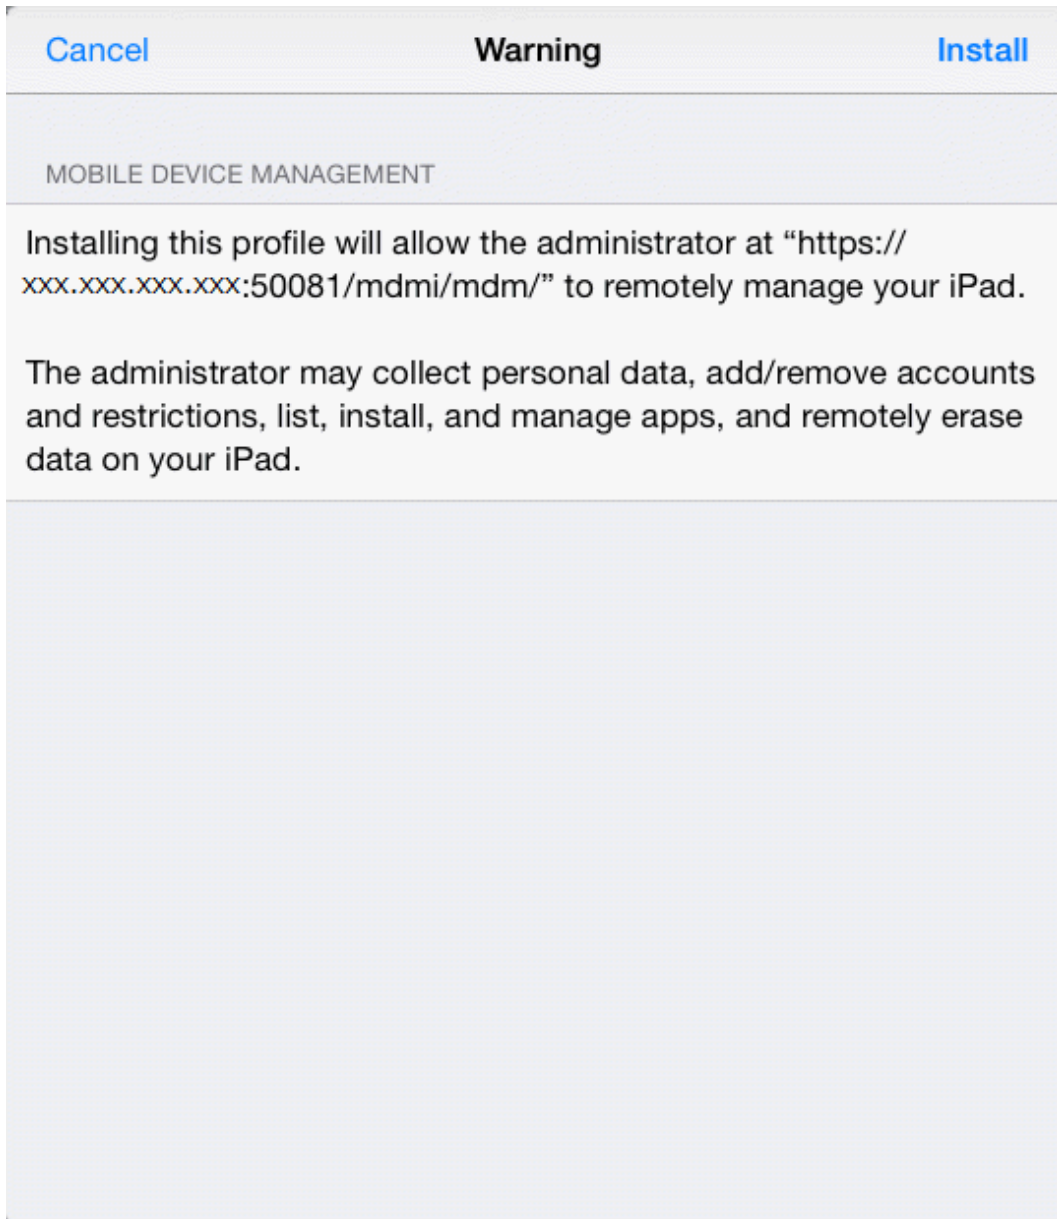 Cancel Warning Install
MOBILE DEVICE MANAGEMENT
Installing this profile will allow the administrator at “https://
xxx.xxx.xxx.xxx:50081/mdmi/mdm/” to remotely manage your iPad.
The administrator may collect personal data, add/remove accounts
and restrictions, list, install, and manage apps, and remotely erase
data on your iPad.